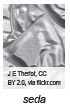 J E Theriot, CC
BY 2.0, via flickr.com
seda